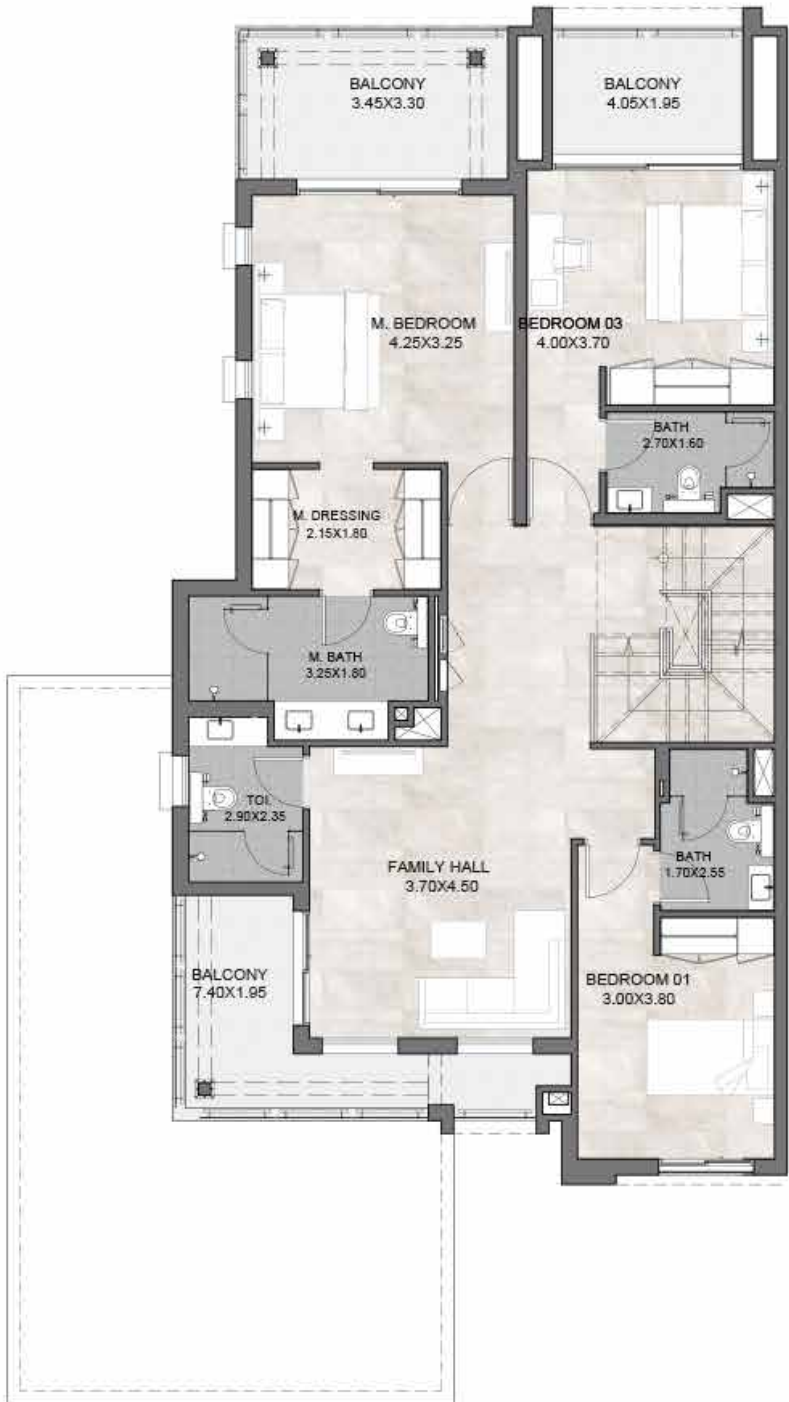 BALCONY
3.45X3.30
BALCONY
4.05X1.95
M. BEDROOM
4.25X3.25
BEDROOM 03
4.00X3.70
BATH
2.70X1.60
M. DRESSING
2.15X1.80
M. BATH
3.25X1.80
TOI.
2.90X2.35
FAMILY HALL
3.70X4.50
BATH
1.70X2.55
BALCONY
7.40X1.95
BEDROOM 01
3.00X3.80